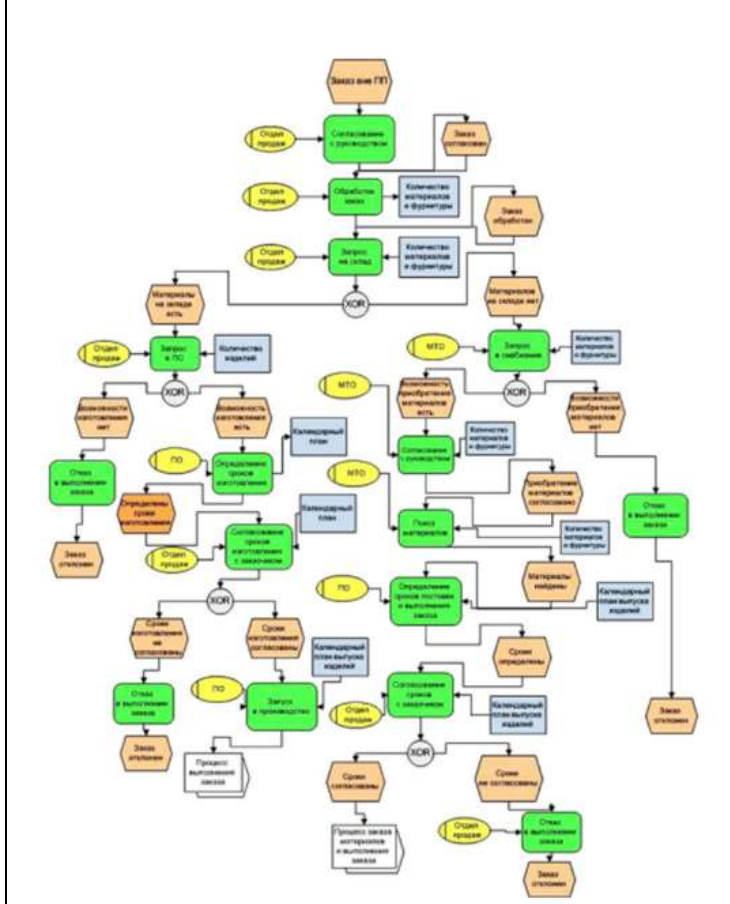 Заказ вне ПП
Отдел
продаж
Согласование
с руководством
Заказ
согласован
Отдел
продаж
Обработка
заказа
Количество
материалов
и фурнитуры
Заказ
обработан
Отдел
продаж
Запрос
на склад
Количество
материалов
и фурнитуры
XOR
Материалы
на складе
есть
Материалов
на складе нет
Отдел
продаж
Запрос
в ПО
Количество
изделий
МТО
Запрос
в снабжение
Количество
материалов
и фурнитуры
XOR
XOR
Возможности
изготовления
нет
Возможность
изготовления
есть
Календарный
план
МТО
Возможность
приобретения
материалов
есть
Возможности
приобретения
материалов
нет
Отказ
в выполнении
заказа
ПО
Определение
сроков
изготовления
Согласование
с руководством
Количество
материалов
и фурнитуры
МТО
Приобретение
материалов
согласовано
Определены
сроки
изготовления
Календарный
план
Поиск
материалов
Количество
материалов
и фурнитуры
Отказ
в выполнении
заказа
Заказ
отклонен
Отдел
продаж
Согласование
сроков
изготовления
с заказчиком
Материалы
найдены
XOR
ПО
Определение
сроков поставки
и выполнения
заказа
Календарный
план выпуска
изделий
Сроки
изготовления
не
согласованы
Сроки
изготовления
согласованы
Календарный
план выпуска
изделий
Сроки
определены
Отказ
в выполнении
заказа
ПО
Запуск
в производство
Отдел
продаж
Согласование
сроков
с заказчиком
Календарный
план выпуска
изделий
Заказ
отклонен
Заказ
отклонен
Процесс
выполнения
заказа
XOR
Сроки
согласованы
Сроки
не согласованы
Процесс заказа
материалов
и выполнения
заказа
Отдел
продаж
Отказ
в выполнении
заказа
Заказ
отклонен